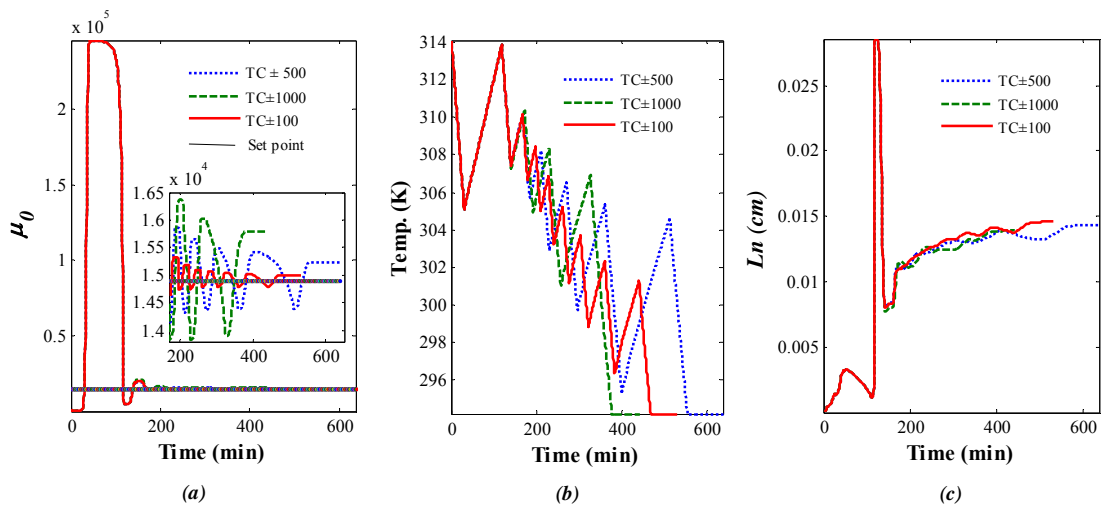 x 10^5
2
1.5
1
0.5
0
200
400
600
μ0
Time (min)
TC ± 500
TC±1000
TC±100
Set point
x 10^4
1.65
1.6
1.55
1.5
1.45
1.4
200
400
600
(a)
314
312
310
308
306
304
302
300
298
296
0
200
400
600
Temp. (K)
Time (min)
TC±500
TC±1000
TC±100
(b)
0.025
0.02
0.015
0.01
0.005
0
200
400
600
Ln (cm)
Time (min)
TC±500
TC±1000
TC±100
(c)